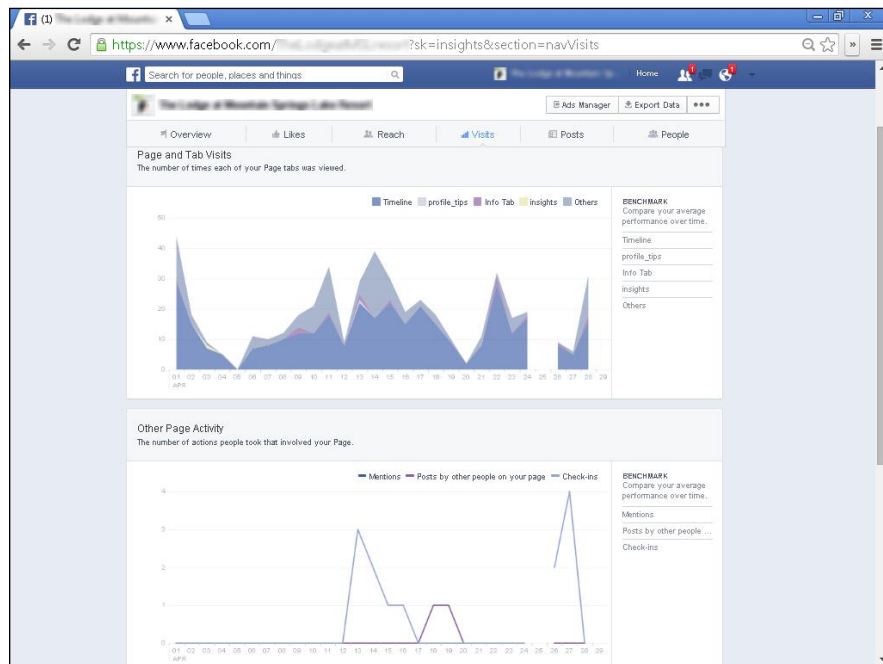 (1)
https://www.facebook.com/ ?sk=insights&section=navVisits
Search for people, places and things
Home
1
1
Ads Manager
Export Data
Overview
Likes
Reach
Visits
Posts
People
Page and Tab Visits
The number of times each of your Page tabs was viewed.
Timeline profile_tips Info Tab insights Others
50
40
30
20
10
0
01 02 03 04 05 06 07 08 09 10 11 12 13 14 15 16 17 18 19 20 21 22 23 24 25 26 27 28 29
APR
BENCHMARK
Compare your average
performance over time.
Timeline
profile_tips
Info Tab
insights
Others
Other Page Activity
The number of actions people took that involved your Page.
Mentions Posts by other people on your page Check-ins
4
3
2
1
0
01 02 03 04 05 06 07 08 09 10 11 12 13 14 15 16 17 18 19 20 21 22 23 24 25 26 27 28 29
APR
BENCHMARK
Compare your average
performance over time.
Mentions
Posts by other people ...
Check-ins